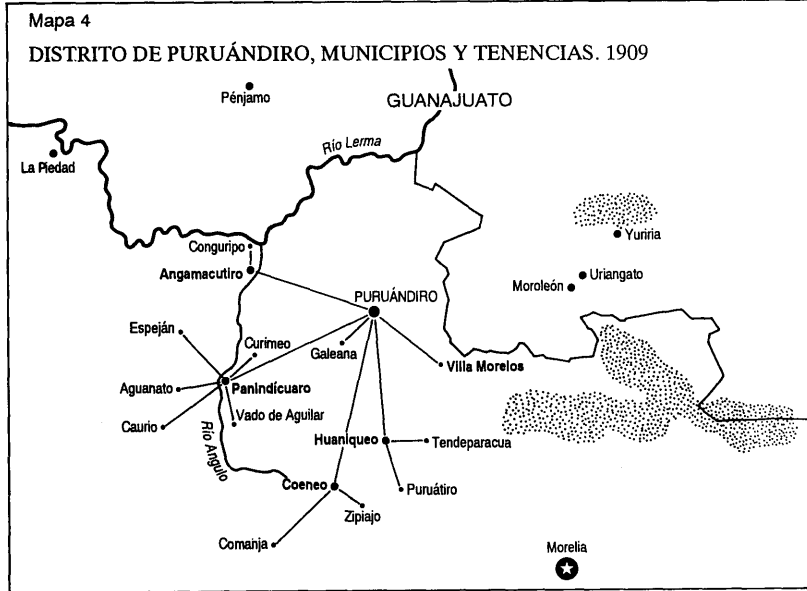 Mapa 4
DISTRITO DE PURUÁNDIRO, MUNICIPIOS Y TENENCIAS. 1909
Pénjamo
GUANAJUATO
La Piedad
Río Lerma
Conguripo
Yuriria
Angamacutiro
Uriangato
Moroleón
PURUÁNDIRO
Espeján
Curimeo
Galeana
Villa Morelos
Aguanato
Panindícuaro
Caurio
Vado de Aguilar
Río Angulo
Huaniqueo
Tendeparacua
Coeneo
Puruátiro
Zipiajo
Comanja
Morelia